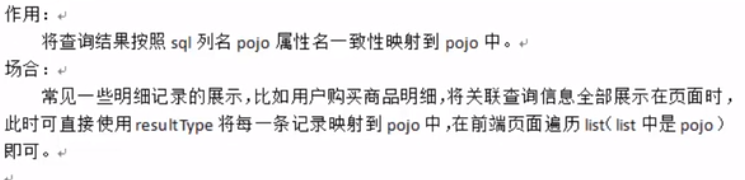 作用：
将查询结果按照 sql 列名 pojo 属性名一致性映射到 pojo 中。
场合：
常见一些明细记录的展示，比如用户购买商品明细，将关联查询信息全部展示在页面时，
此时可直接使用 resultType 将每一条记录映射到 pojo 中，在前端页面遍历 list（list 中是 pojo）
即可。